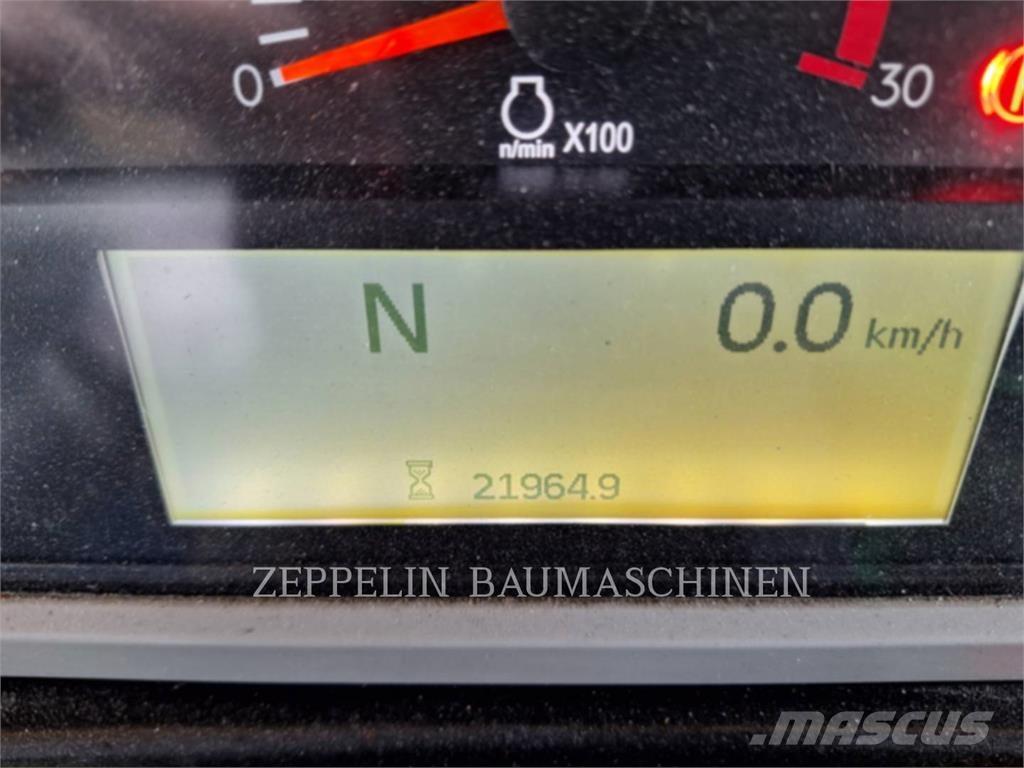 0
30
n/min X100
N 0.0 km/h
21964.9
ZEPPELIN BAUMASCHINEN
MASCUS